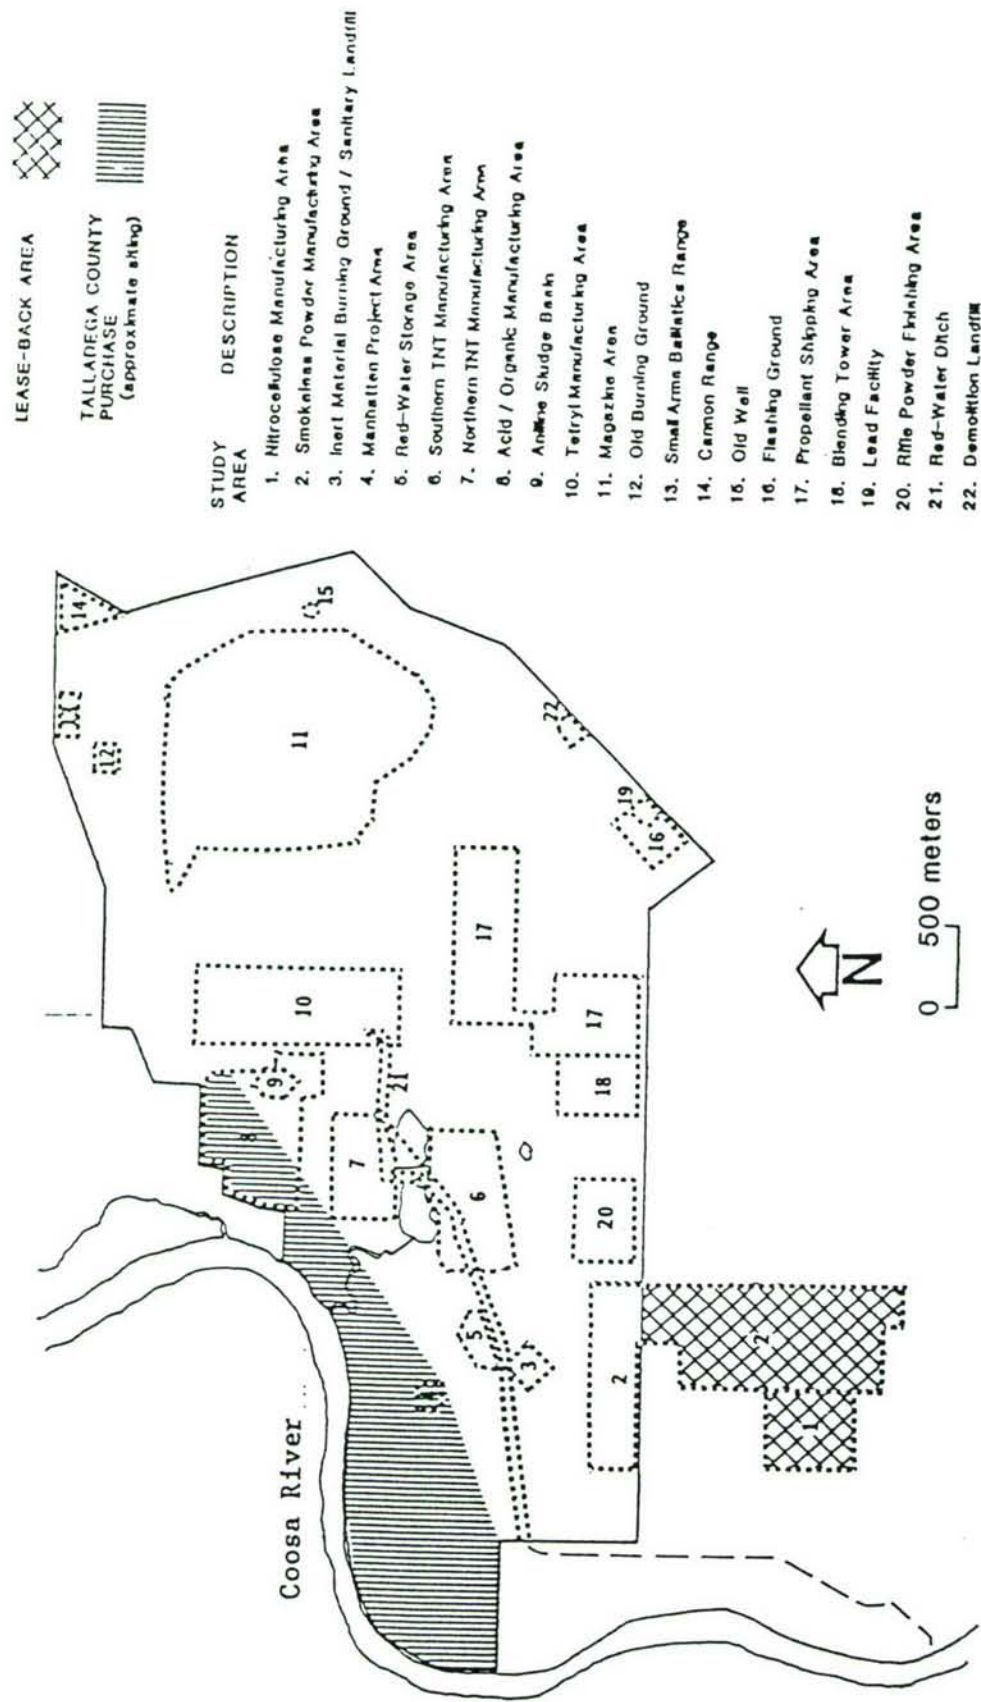 LEASE-BACK AREA
TALLADEGA COUNTY
PURCHASE
(approximate siting)
STUDY
AREA
DESCRIPTION
1. Nitrocellulose Manufacturing Area
2. Smokeless Powder Manufacturing Area
3. Inert Material Burning Ground / Sanitary Landfill
4. Manhatten Project Area
5. Red-Water Storage Area
6. Southern TNT Manufacturing Area
7. Northern TNT Manufacturing Area
8. Acid / Organic Manufacturing Area
9. Aniline Sludge Basin
10. Tetryl Manufacturing Area
11. Magazine Area
12. Old Burning Ground
13. Small Arms Ballistics Range
14. Cannon Range
15. Old Well
16. Flashing Ground
17. Propellant Shipping Area
18. Blending Tower Area
19. Lead Facility
20. Rifle Powder Finishing Area
21. Red-Water Ditch
22. Demolition Landfill
Coosa River
14
12
15
11
22
19
16
10
17
17
9
8
21
18
7
6
20
5
3
2
2
1
N
0 500 meters